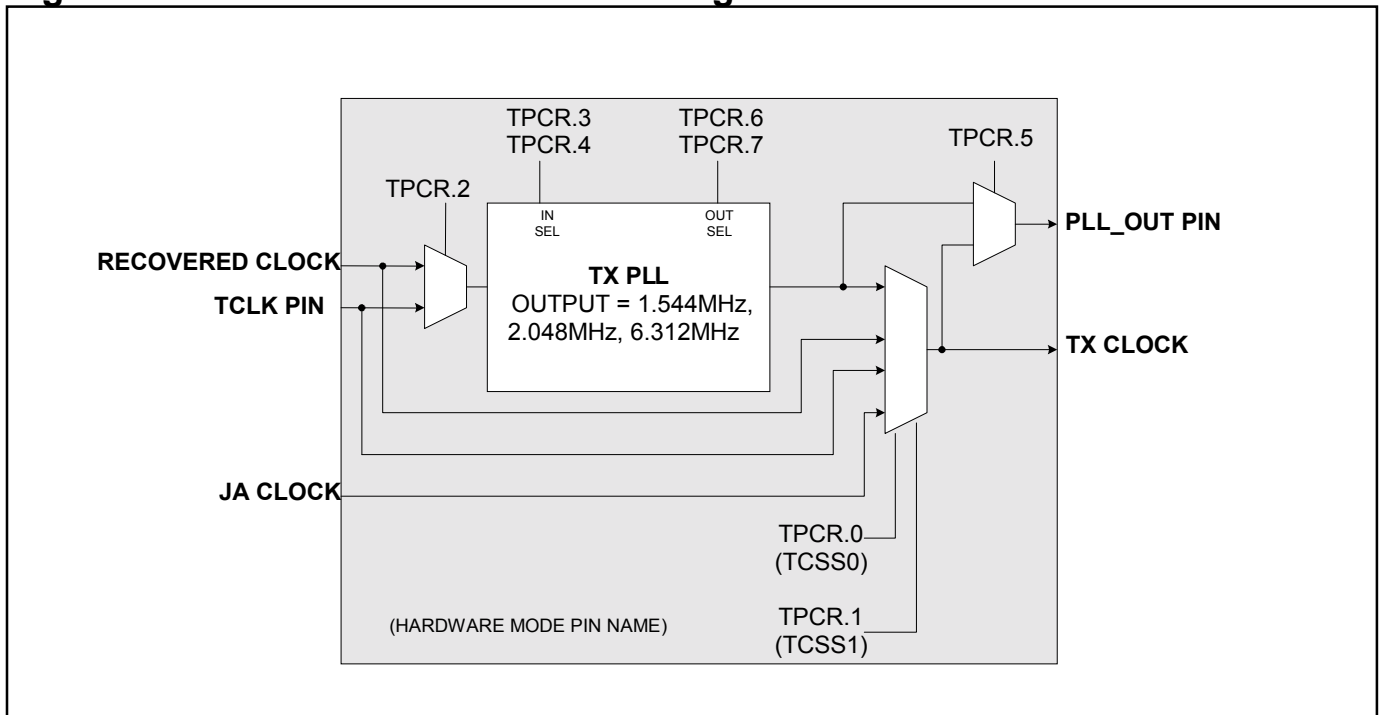 TPCR.3
TPCR.4
TPCR.6
TPCR.7
TPCR.5
TPCR.2
IN
SEL
OUT
SEL
PLL_OUT PIN
RECOVERED CLOCK
TX PLL
OUTPUT = 1.544MHz,
2.048MHz, 6.312MHz
TCLK PIN
TX CLOCK
JA CLOCK
TPCR.0
(TCSS0)
TPCR.1
(TCSS1)
(HARDWARE MODE PIN NAME)